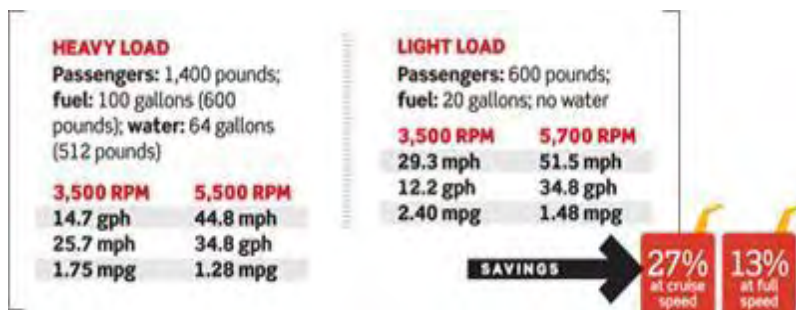 HEAVY LOAD
Passengers: 1,400 pounds;
fuel: 100 gallons (600
pounds); water: 64 gallons
(512 pounds)
3,500 RPM 5,500 RPM
14.7 gph 44.8 mph
25.7 mph 34.8 gph
1.75 mpg 1.28 mpg
LIGHT LOAD
Passengers: 600 pounds;
fuel: 20 gallons; no water
3,500 RPM 5,700 RPM
29.3 mph 51.5 mph
12.2 gph 34.8 gph
2.40 mpg 1.48 mpg
SAVINGS
27%
at cruise
speed
13%
at full
speed